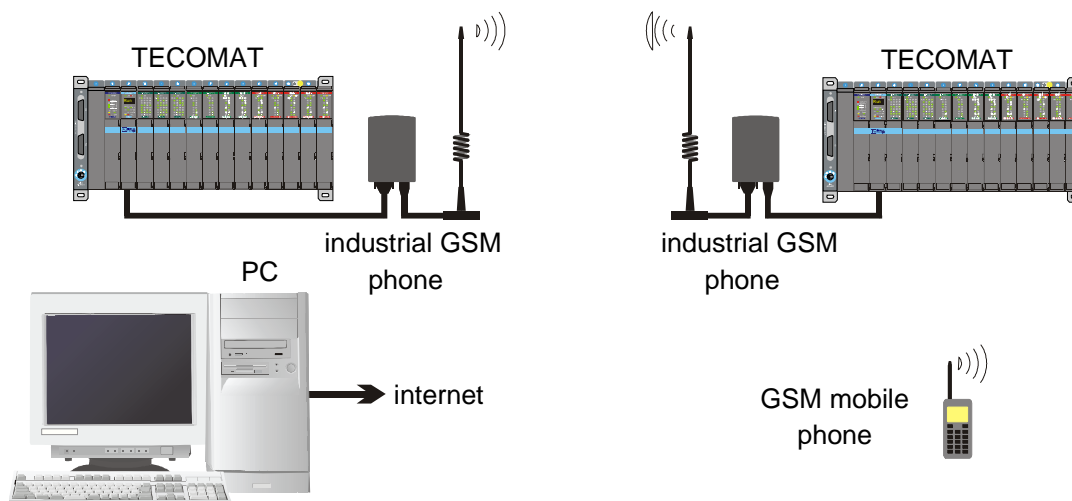 TECOMAT
TECOMAT
industrial GSM
phone
industrial GSM
phone
PC
internet
GSM mobile
phone